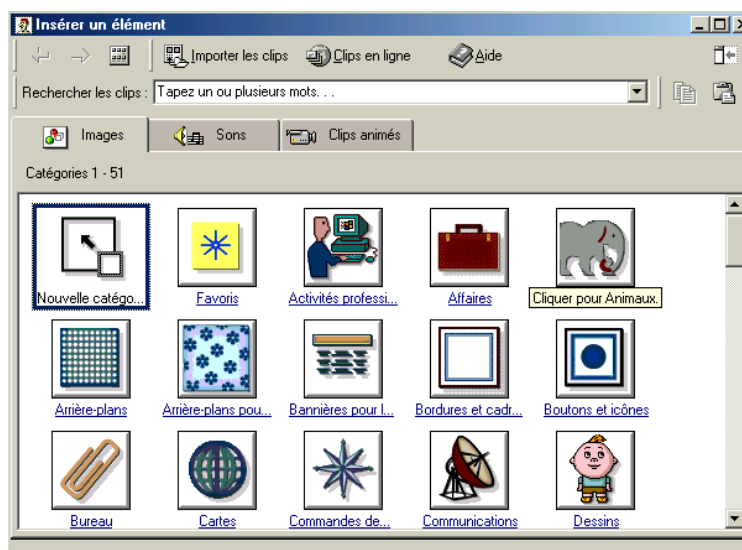 Insérer un élément
Importer les clips Clips en ligne Aide
Rechercher les clips : Tapez un ou plusieurs mots. . .
Images Sons Clips animés
Catégories 1 - 51
Nouvelle catégo... Favoris Activités professi... Affaires Cliquer pour Animaux.
Arrière-plans Arrière-plans pou... Bannières pour l... Bordures et cadr... Boutons et icônes
Bureau Cartes Commandes de... Communications Dessins